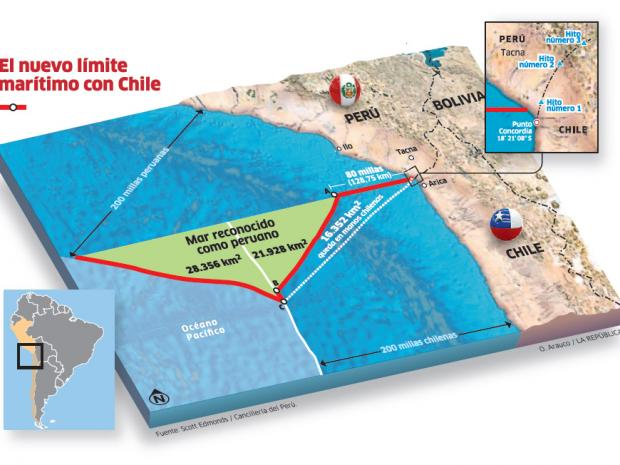 El nuevo límite
marítimo con Chile
PERÚ
Tacna
Hito
número 3
Hito
número 2
Hito
número 1
Punto
Concordia
18° 21'08" S
CHILE
BOLIVIA
PERÚ
Ilo
Tacna
Arica
200 millas peruanas
80 millas
(128.75 km)
A
CHILE
Mar reconocido
como peruano
28.356 km²
21.928 km²
16.352 km²
queda en manos chilenas
B
C
Océano
Pacífico
200 millas chilenas
N
O. Arauco / LA REPÚBLICA
Fuente: Scott Edmonds / Cancillería del Perú.